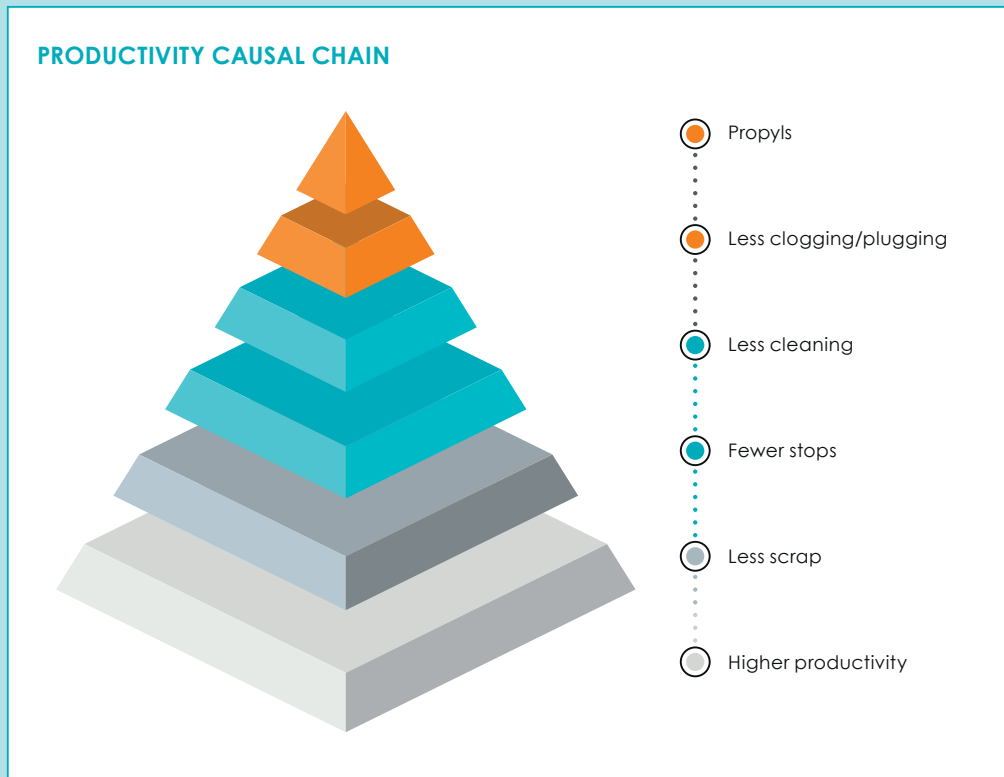 PRODUCTIVITY CAUSAL CHAIN
Propyls
Less clogging/plugging
Less cleaning
Fewer stops
Less scrap
Higher productivity